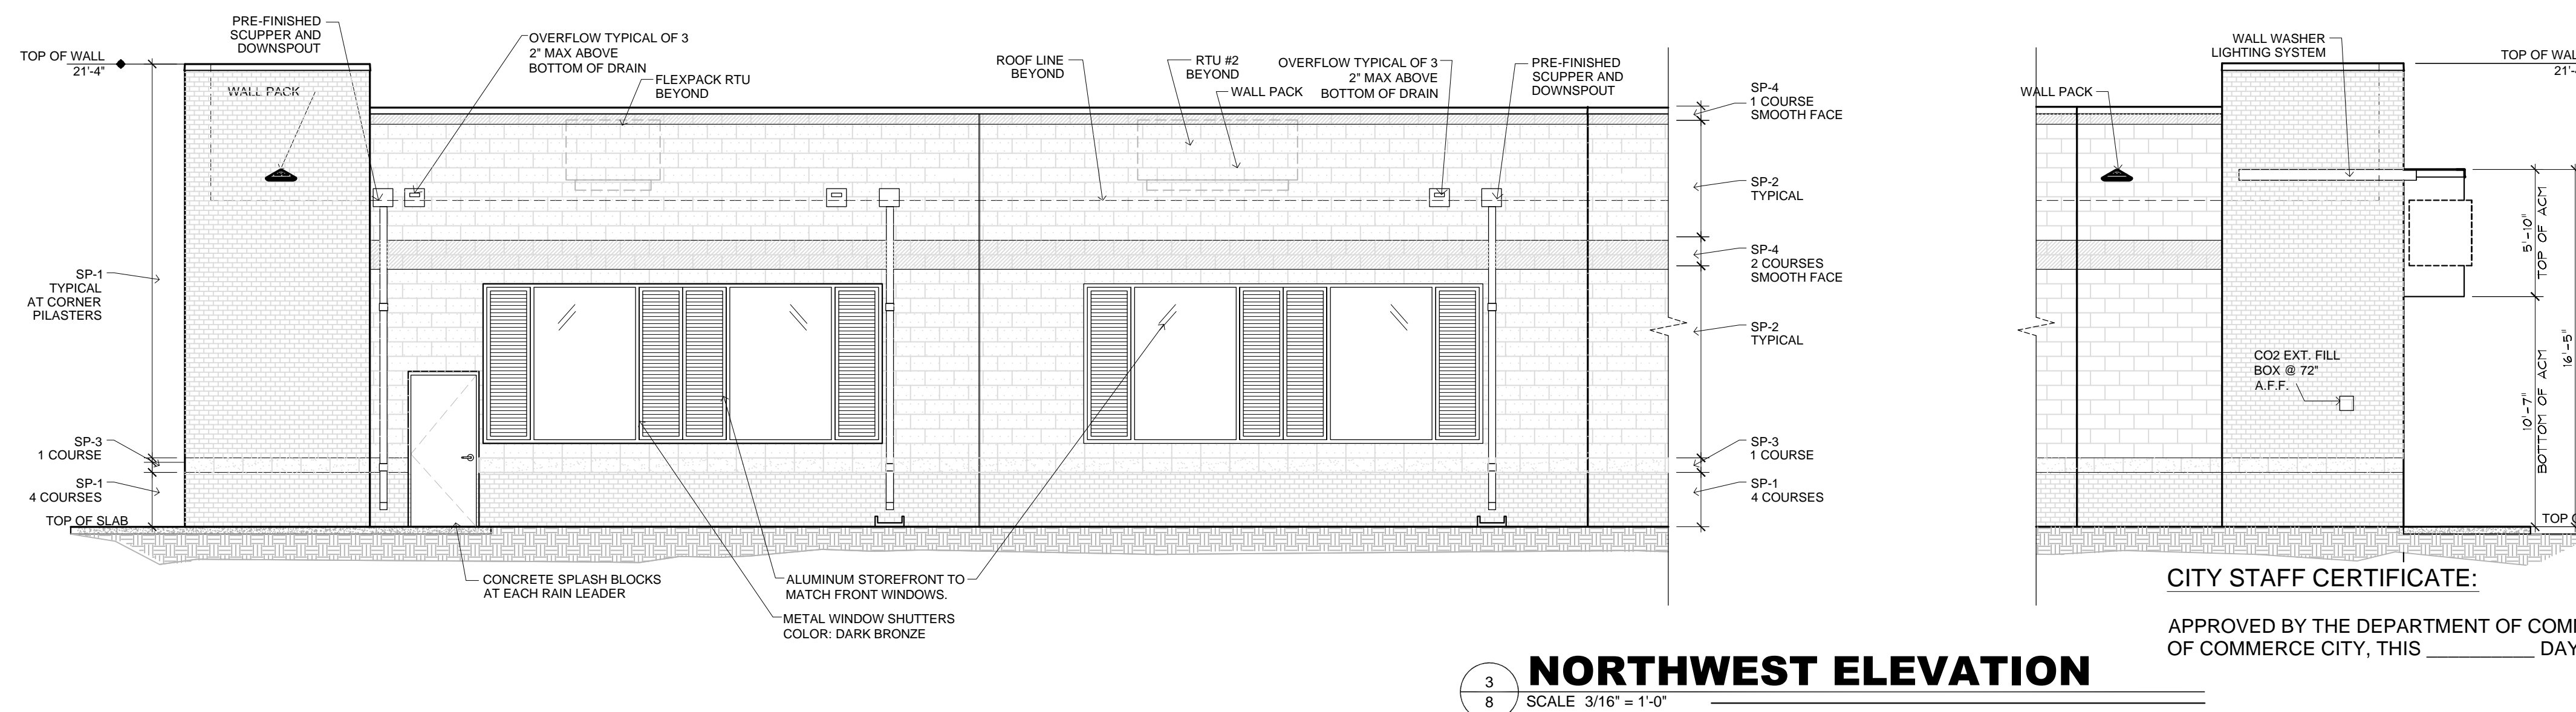 PRE-FINISHED
SCUPPER AND
DOWNSPOUT
TOP OF WALL
21'-4"
WALL PACK
OVERFLOW TYPICAL OF 3
2" MAX ABOVE
BOTTOM OF DRAIN
FLEXPACK RTU
BEYOND
ROOF LINE
BEYOND
RTU #2
BEYOND
WALL PACK
OVERFLOW TYPICAL OF 3
2" MAX ABOVE
BOTTOM OF DRAIN
PRE-FINISHED
SCUPPER AND
DOWNSPOUT
SP-4
1 COURSE
SMOOTH FACE
SP-2
TYPICAL
SP-4
2 COURSES
SMOOTH FACE
SP-2
TYPICAL
SP-3
1 COURSE
SP-1
4 COURSES
SP-1
TYPICAL
AT CORNER
PILASTERS
SP-3
1 COURSE
SP-1
4 COURSES
TOP OF SLAB
CONCRETE SPLASH BLOCKS
AT EACH RAIN LEADER
ALUMINUM STOREFRONT TO
MATCH FRONT WINDOWS.
METAL WINDOW SHUTTERS
COLOR: DARK BRONZE
WALL WASHER
LIGHTING SYSTEM
WALL PACK
TOP OF WAL
21'-
CO2 EXT. FILL
BOX @ 72"
A.F.F.
5'-10"
TOP OF ACM
10'-7"
BOTTOM OF ACM
16'-5"
TOP
CITY STAFF CERTIFICATE:
APPROVED BY THE DEPARTMENT OF COM
OF COMMERCE CITY, THIS __________ DAY
3
8
NORTHWEST ELEVATION
SCALE 3/16" = 1'-0"